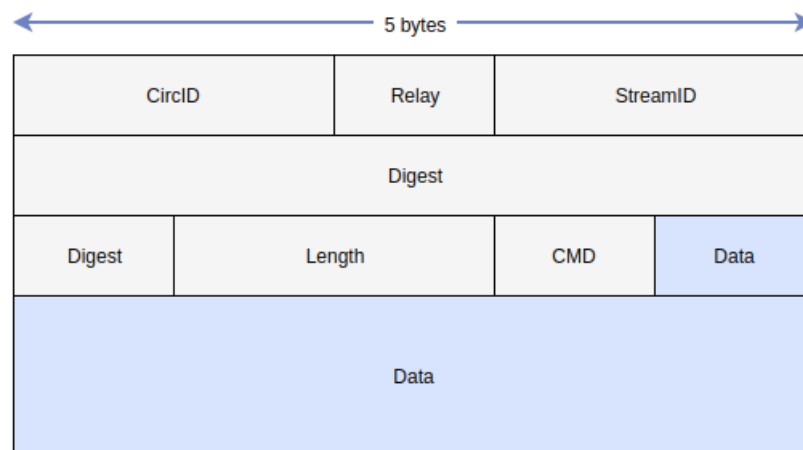 5 bytes
CircID Relay StreamID
Digest
Digest Length CMD Data
Data